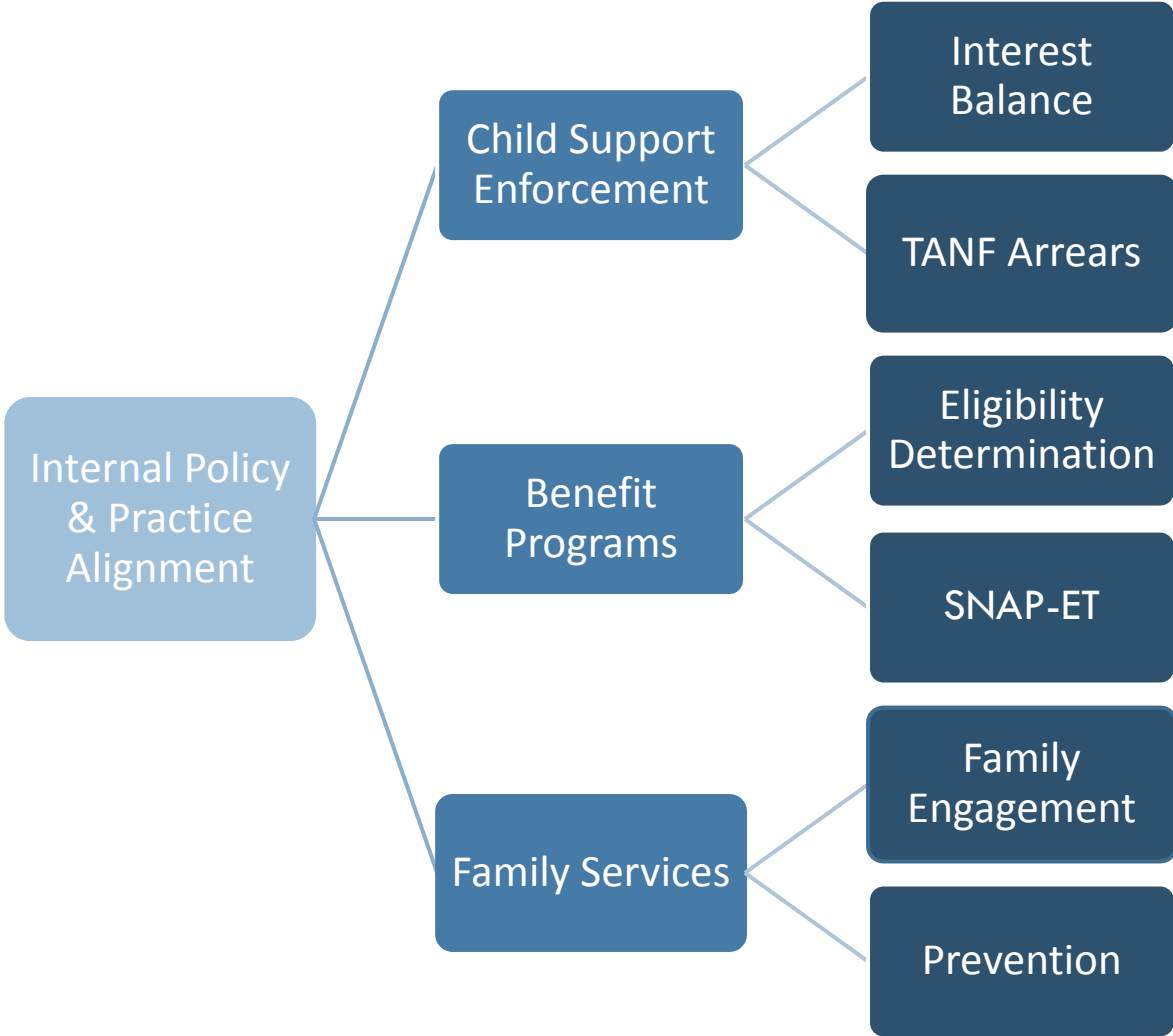 Internal Policy
& Practice
Alignment
Child Support
Enforcement
Interest
Balance
TANF Arrears
Benefit
Programs
Eligibility
Determination
SNAP-ET
Family Services
Family
Engagement
Prevention